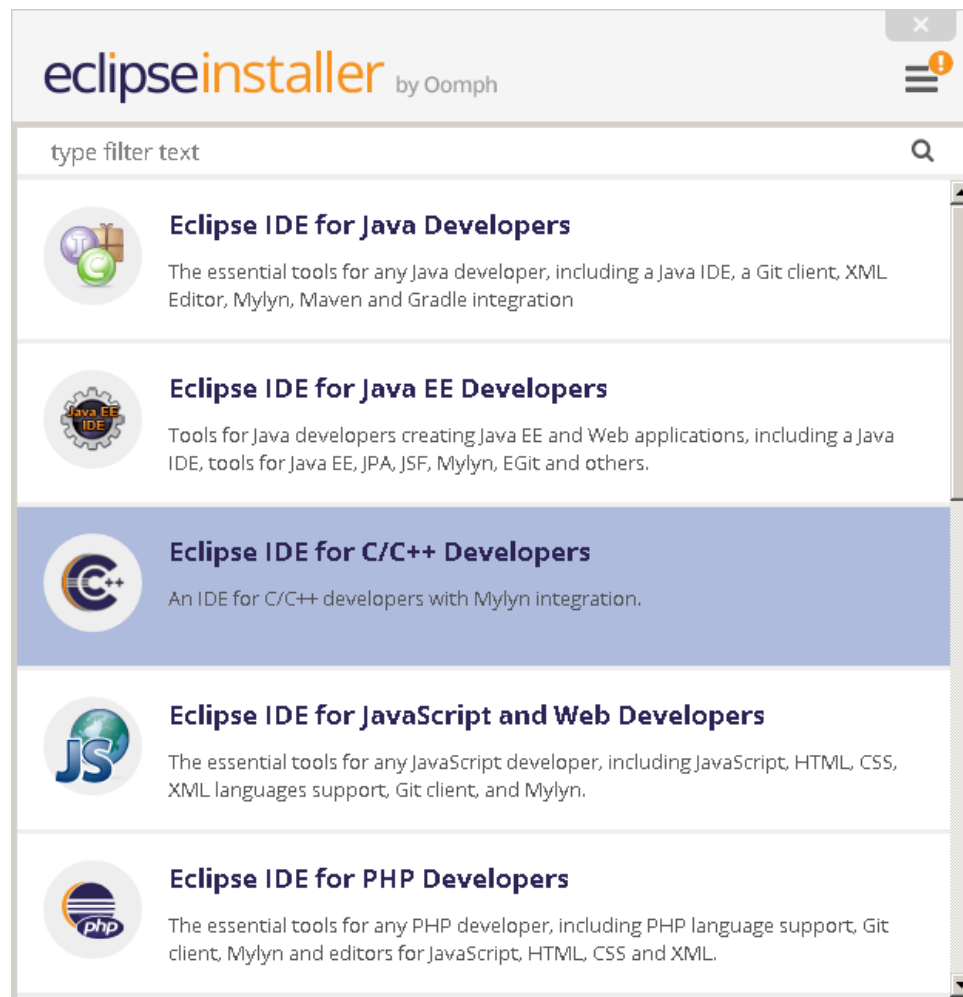 eclipseinstaller by Oomph
type filter text
Eclipse IDE for Java Developers
The essential tools for any Java developer, including a Java IDE, a Git client, XML
Editor, Mylyn, Maven and Gradle integration
Java EE
IDE
Eclipse IDE for Java EE Developers
Tools for Java developers creating Java EE and Web applications, including a Java
IDE, tools for Java EE, JPA, JSF, Mylyn, EGit and others.
C++
Eclipse IDE for C/C++ Developers
An IDE for C/C++ developers with Mylyn integration.
JS
Eclipse IDE for JavaScript and Web Developers
The essential tools for any JavaScript developer, including JavaScript, HTML, CSS,
XML languages support, Git client, and Mylyn.
php
Eclipse IDE for PHP Developers
The essential tools for any PHP developer, including PHP language support, Git
client, Mylyn and editors for JavaScript, HTML, CSS and XML.